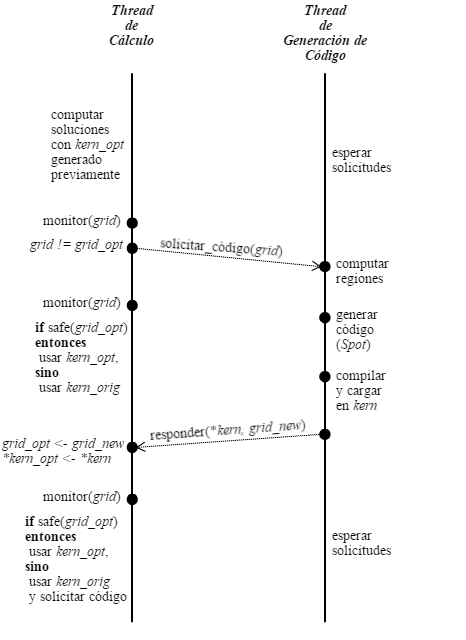 Thread
de
Cálculo
Thread
de
Generación de
Código
computar
soluciones
con kern_opt
generado
previamente
esperar
solicitudes
monitor(grid)
grid != grid_opt
solicitar_código(grid)
computar
regiones
monitor(grid)
if safe(grid_opt)
entonces
usar kern_opt,
sino
usar kern_orig
generar
código
(Spot)
compilar
y cargar
en kern
responder(*kern, grid_new)
grid_opt <- grid_new
*kern_opt <- *kern
monitor(grid)
if safe(grid_opt)
entonces
usar kern_opt,
sino
usar kern_orig
y solicitar código
esperar
solicitudes